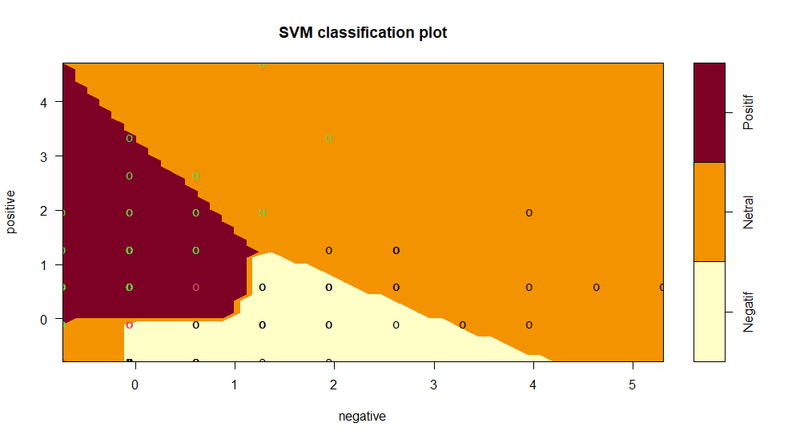 SVM classification plot
positive
4
3
2
1
0
0
1
2
3
4
5
negative
Positif
Netral
Negatif